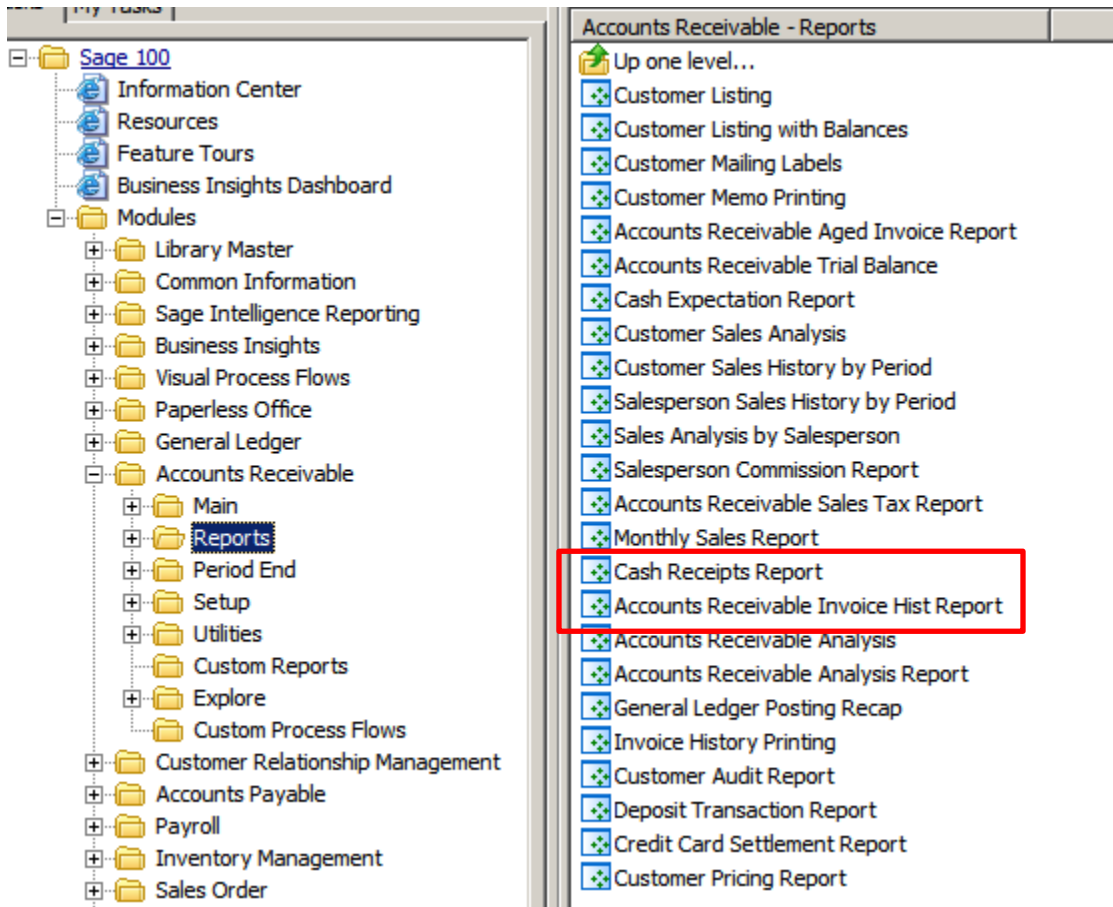 My Tasks
Sage 100
Information Center
Resources
Feature Tours
Business Insights Dashboard
Modules
Library Master
Common Information
Sage Intelligence Reporting
Business Insights
Visual Process Flows
Paperless Office
General Ledger
Accounts Receivable
Main
Reports
Period End
Setup
Utilities
Custom Reports
Explore
Custom Process Flows
Customer Relationship Management
Accounts Payable
Payroll
Inventory Management
Sales Order
Accounts Receivable - Reports
Up one level...
Customer Listing
Customer Listing with Balances
Customer Mailing Labels
Customer Memo Printing
Accounts Receivable Aged Invoice Report
Accounts Receivable Trial Balance
Cash Expectation Report
Customer Sales Analysis
Customer Sales History by Period
Salesperson Sales History by Period
Sales Analysis by Salesperson
Salesperson Commission Report
Accounts Receivable Sales Tax Report
Monthly Sales Report
Cash Receipts Report
Accounts Receivable Invoice Hist Report
Accounts Receivable Analysis
Accounts Receivable Analysis Report
General Ledger Posting Recap
Invoice History Printing
Customer Audit Report
Deposit Transaction Report
Credit Card Settlement Report
Customer Pricing Report